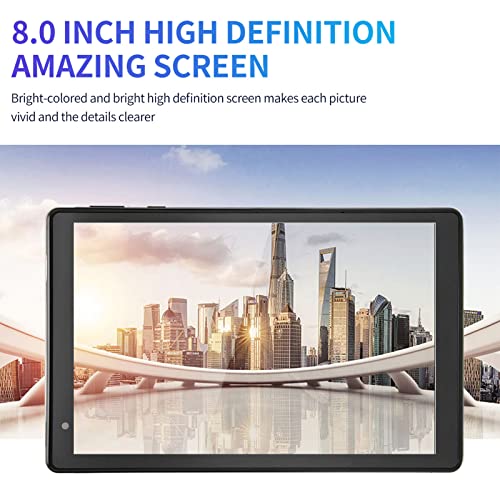 8.0 INCH HIGH DEFINITION
AMAZING SCREEN
Bright-colored and bright high definition screen makes each picture
vivid and the details clearer